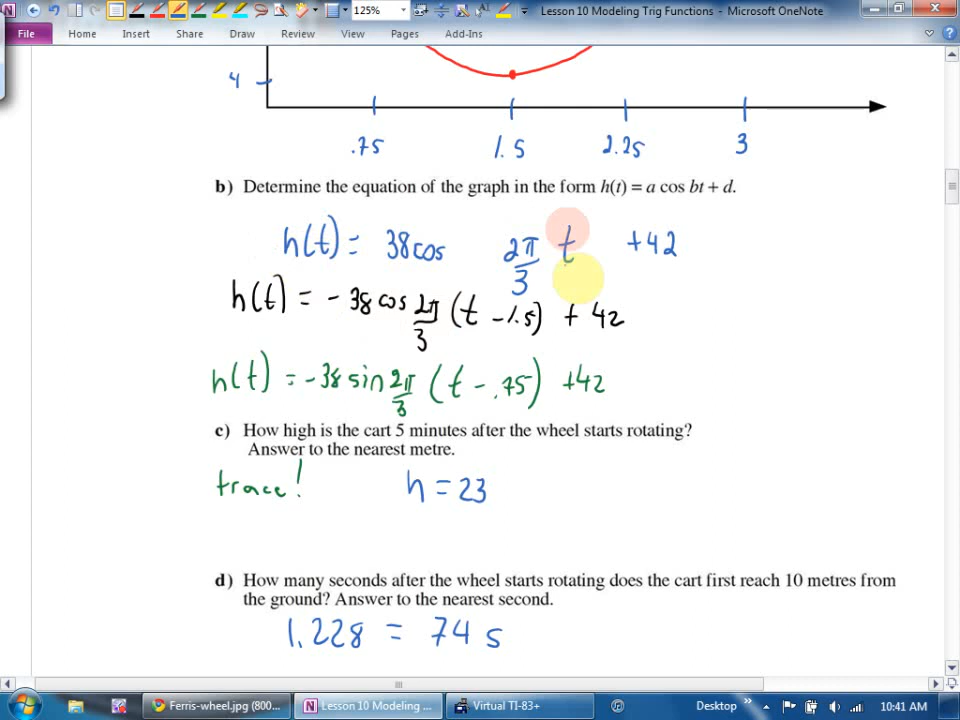 125%
Lesson 10 Modeling Trig Functions - Microsoft OneNote
File Home Insert Share Draw Review View Pages Add-Ins
4
.75 1.5 2.25 3
b) Determine the equation of the graph in the form h(t) = a cos bt + d.
h(t) = 38 cos 2π/3 t +42
h(t) = -38 cos 2π/3 (t - 1.5) + 42
h(t) = -38 sin 2π/3 (t - .75) +42
c) How high is the cart 5 minutes after the wheel starts rotating?
Answer to the nearest metre.
trace! h = 23
d) How many seconds after the wheel starts rotating does the cart first reach 10 metres from
the ground? Answer to the nearest second.
1.228 = 74 s
Ferris-wheel.jpg (800... Lesson 10 Modeling ... Virtual TI-83+ Desktop 10:41 AM